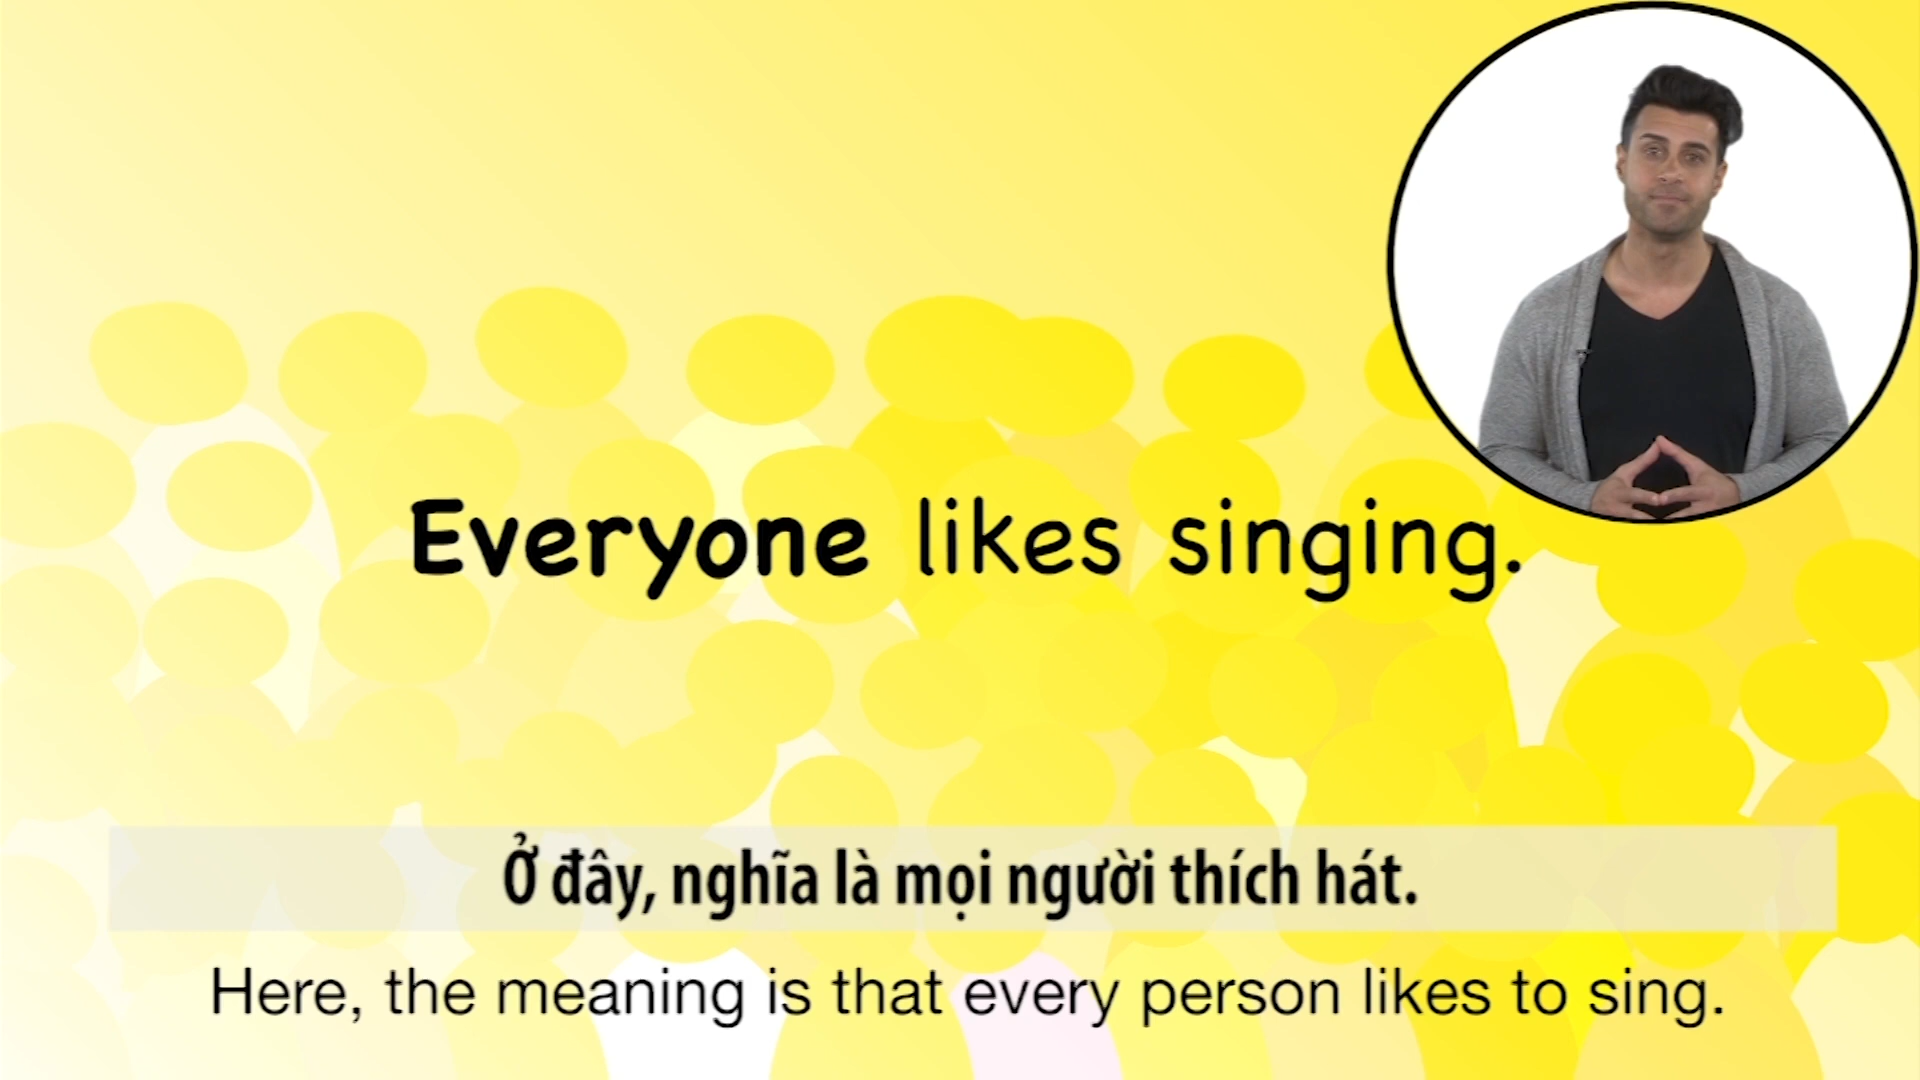 Everyone likes singing.
Ở đây, nghĩa là mọi người thích hát.
Here, the meaning is that every person likes to sing.